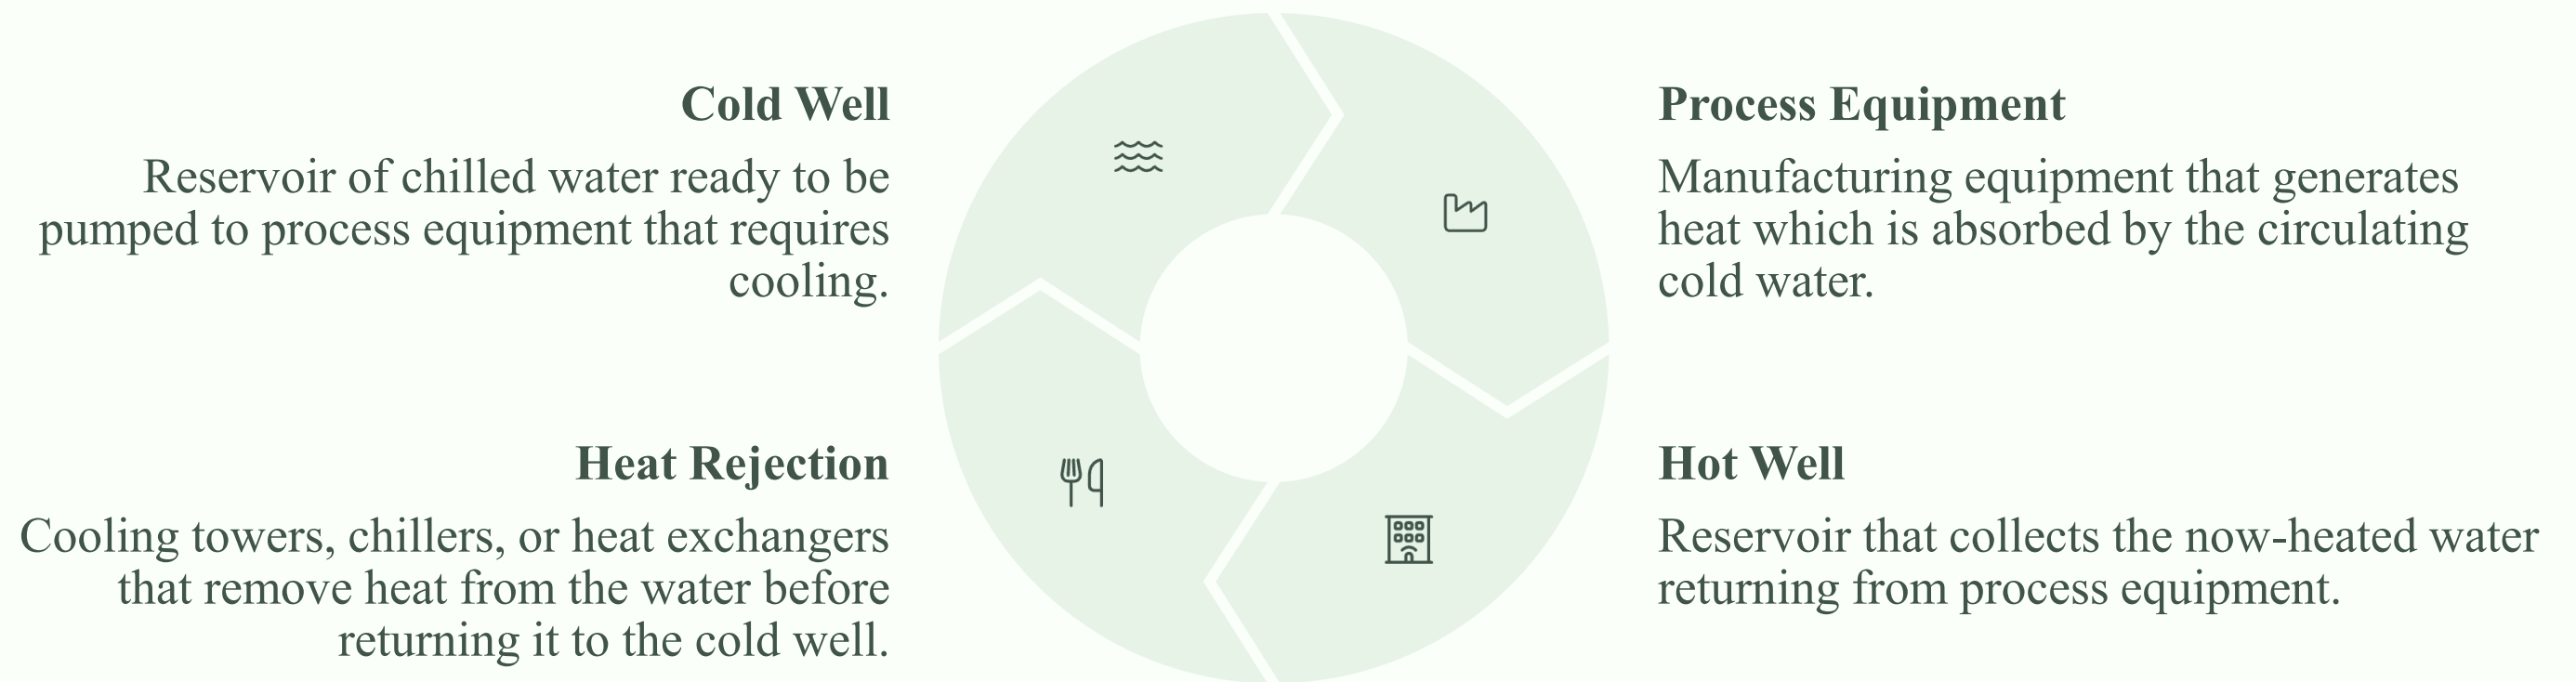 Cold Well
Reservoir of chilled water ready to be
pumped to process equipment that requires
cooling.
Process Equipment
Manufacturing equipment that generates
heat which is absorbed by the circulating
cold water.
Heat Rejection
Cooling towers, chillers, or heat exchangers
that remove heat from the water before
returning it to the cold well.
Hot Well
Reservoir that collects the now-heated water
returning from process equipment.